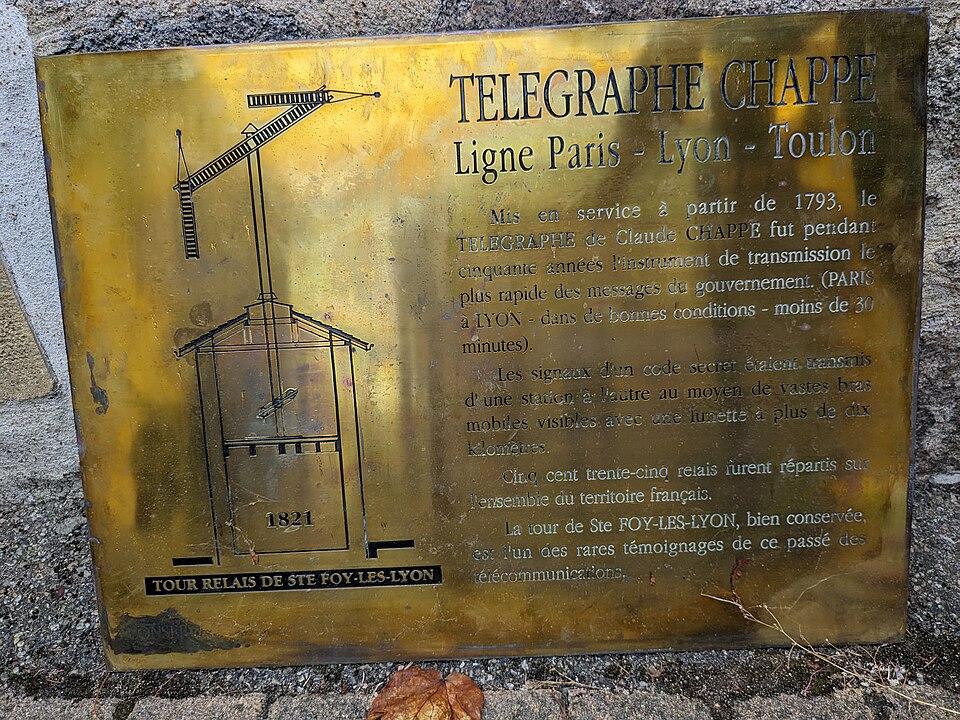 TELEGRAPHE CHAPPE
Ligne Paris - Lyon - Toulon
Mis en service à partir de 1793, le
TELEGRAPHE de Claude CHAPPE fut pendant
cinquante années l'instrument de transmission le
plus rapide des messages du gouvernement. (PARIS
à LYON - dans de bonnes conditions - moins de 30
minutes).
Les signaux d'un code secret étaient transmis
d'une station à l'autre au moyen de vastes bras
mobiles visibles avec une lunette à plus de dix
kilomètres.
Cinq cent trente-cinq relais furent répartis sur
l'ensemble du territoire français.
La tour de Ste FOY-LES-LYON, bien conservée,
est l'un des rares témoignages de ce passé des
télécommunications.
1821
TOUR RELAIS DE STE FOY-LES-LYON